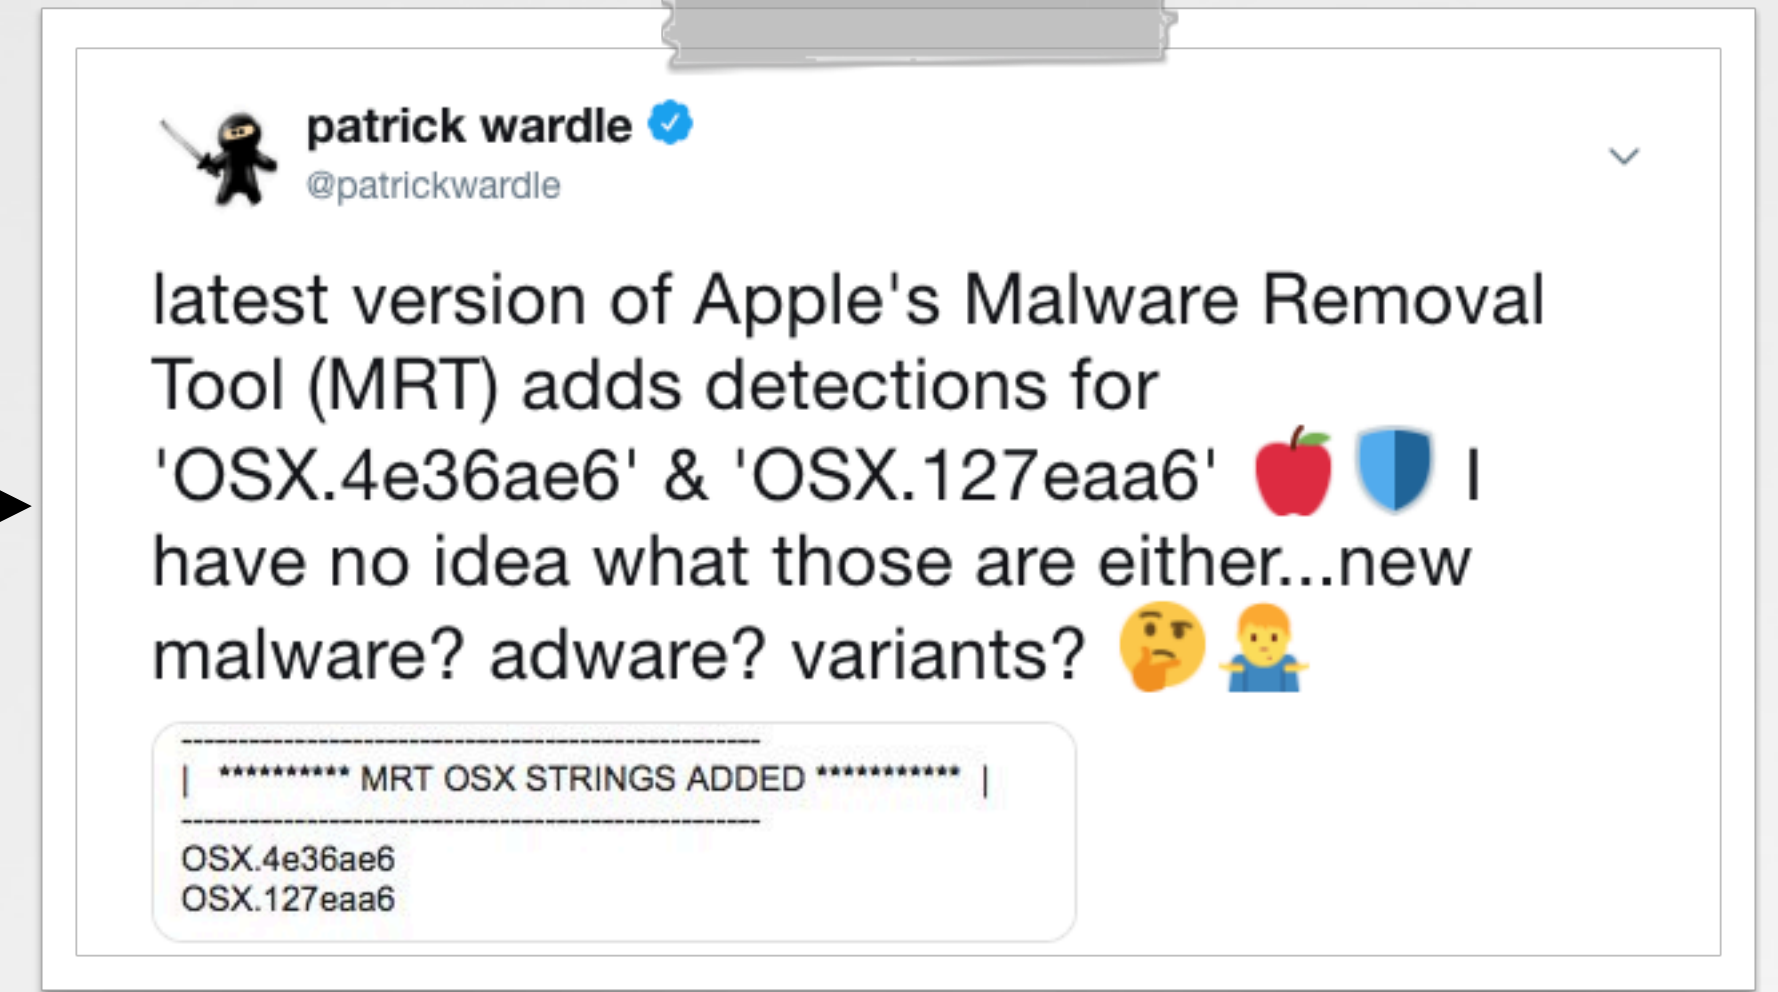 patrick wardle
@patrickwardle
latest version of Apple's Malware Removal
Tool (MRT) adds detections for
'OSX.4e36ae6' & 'OSX.127eaa6' 🍎🛡️ I
have no idea what those are either...new
malware? adware? variants? 🤔🤷‍♂️
--------------------------------------------------
| ********** MRT OSX STRINGS ADDED *********** |
--------------------------------------------------
OSX.4e36ae6
OSX.127eaa6